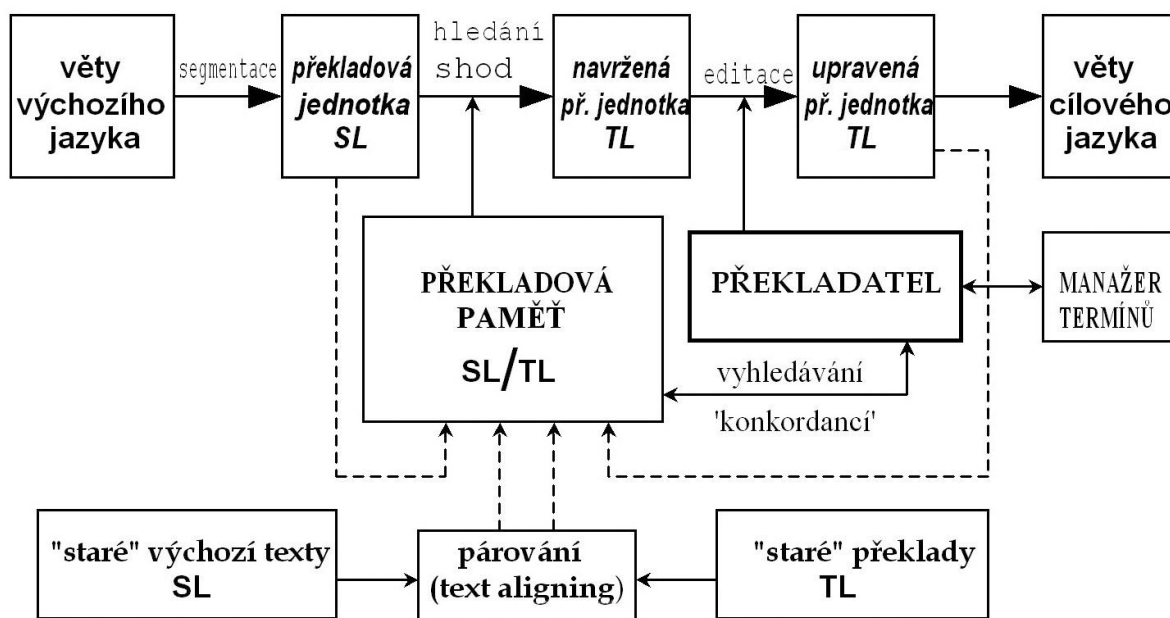 věty
výchozího
jazyka
segmentace
překladová
jednotka
SL
hledání
shod
navržená
př. jednotka
TL
editace
upravená
př. jednotka
TL
věty
cílového
jazyka
PŘEKLADOVÁ
PAMĚŤ
SL/TL
PŘEKLADATEL
MANAŽER
TERMÍNŮ
vyhledávání
'konkordancí'
"staré" výchozí texty
SL
párování
(text aligning)
"staré" překlady
TL